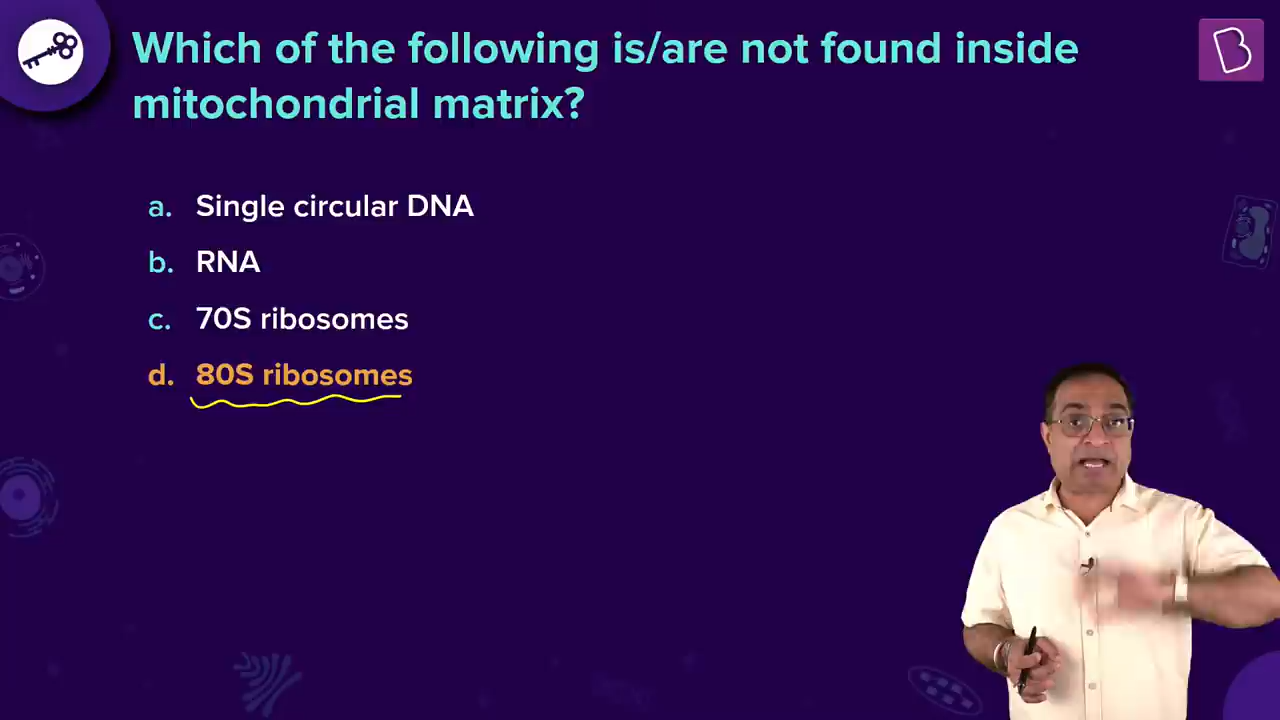 Which of the following is/are not found inside
mitochondrial matrix?
a. Single circular DNA
b. RNA
c. 70S ribosomes
d. 80S ribosomes